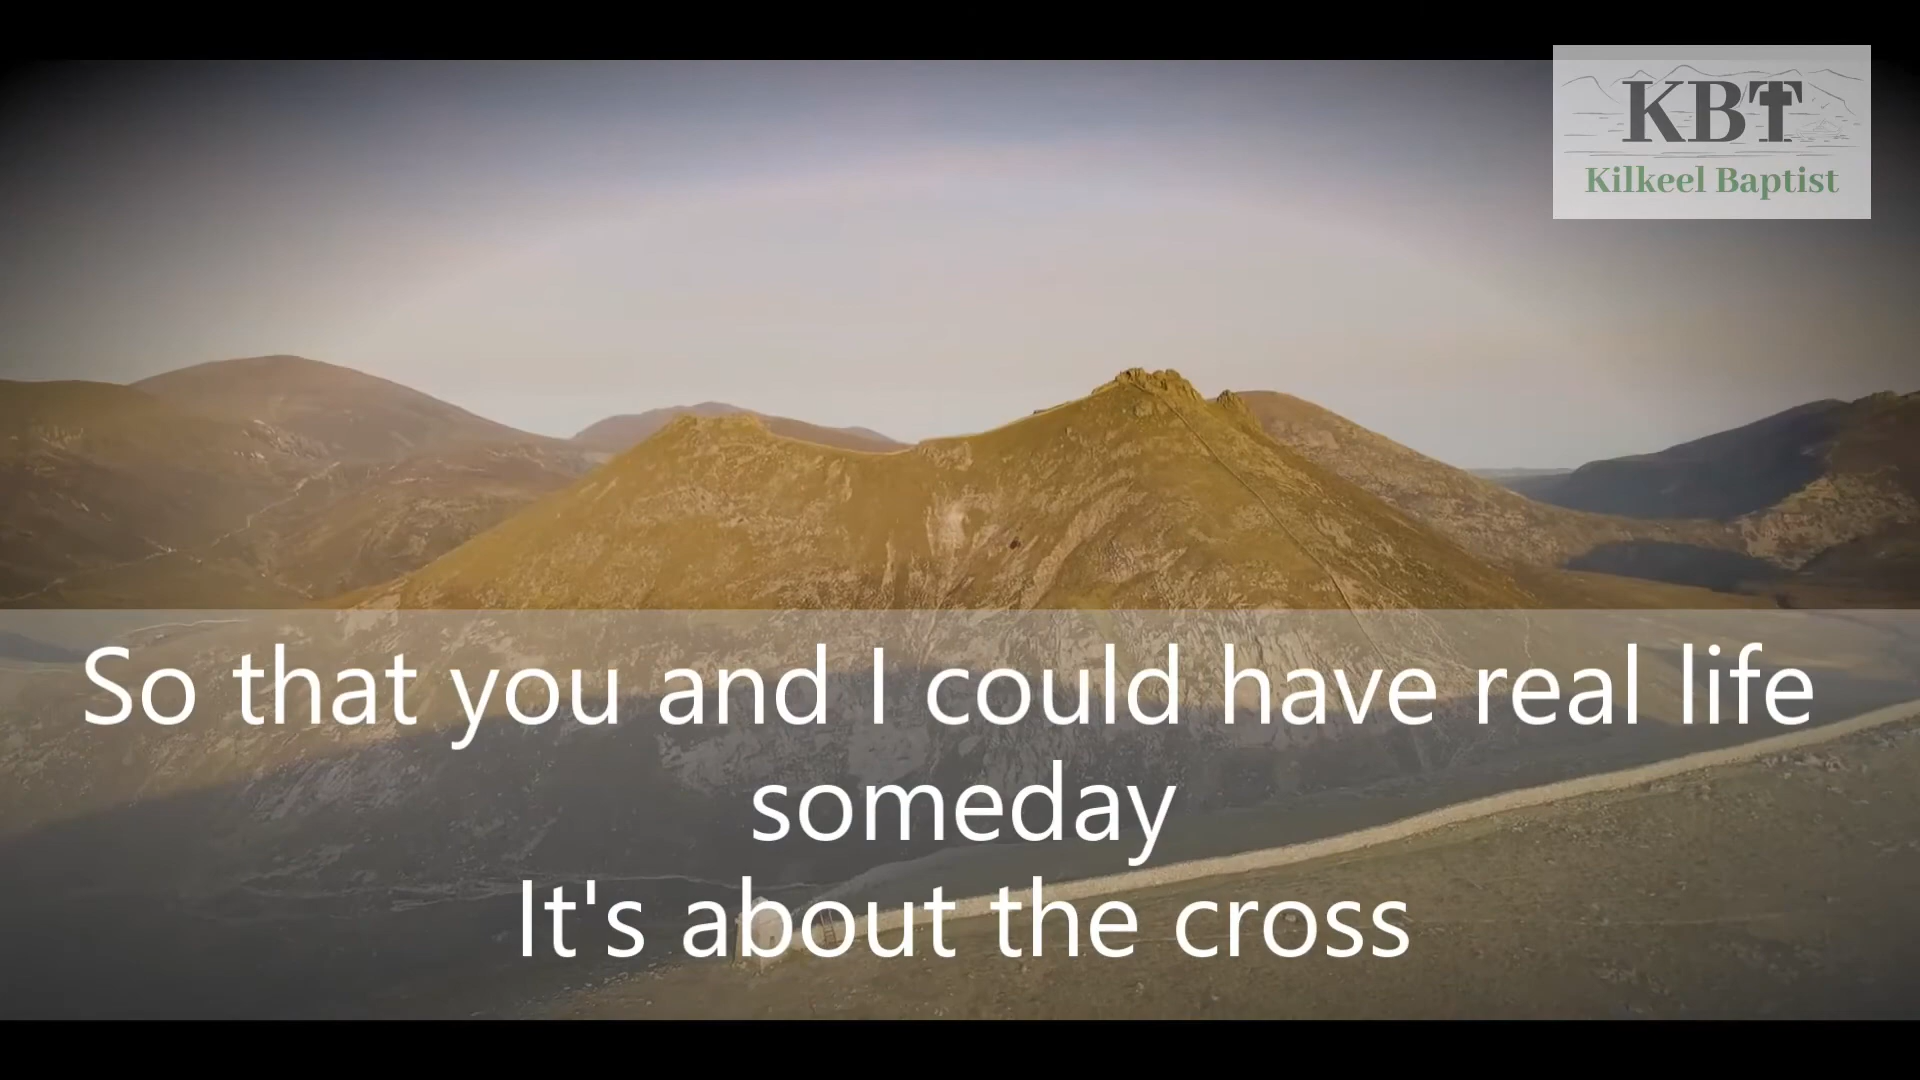 KBT
Kilkeel Baptist
So that you and I could have real life
someday
It's about the cross